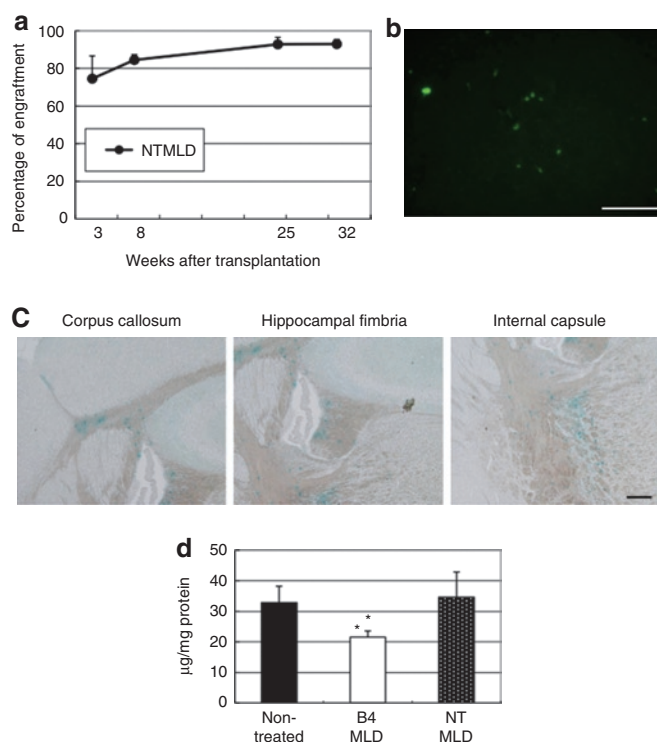 a
100
80
60
40
20
0
Percentage of engraftment
NTMLD
3 8 25 32
Weeks after transplantation
b
C
Corpus callosum Hippocampal fimbria Internal capsule
d
50
40
30
20
10
0
μg/mg protein
* *
Non-
treated
B4
MLD
NT
MLD